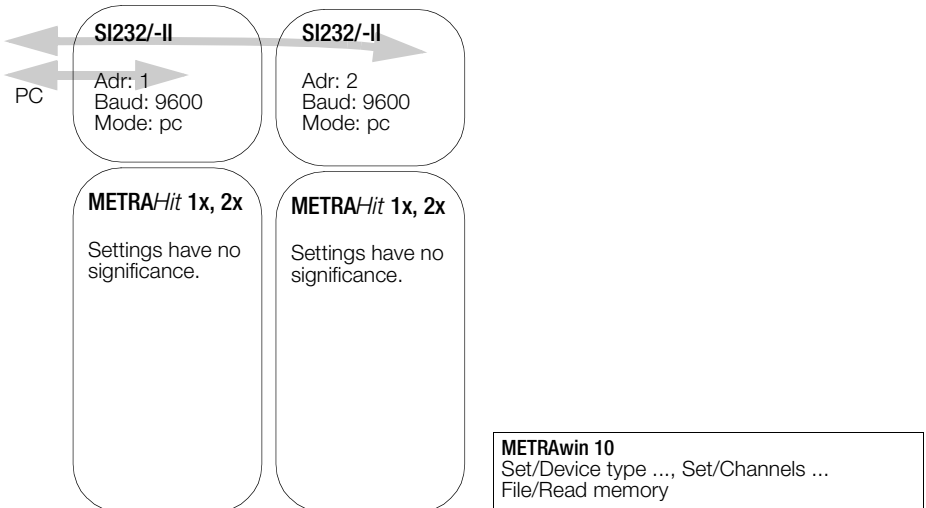 SI232/-II
Adr: 1
Baud: 9600
Mode: pc
SI232/-II
Adr: 2
Baud: 9600
Mode: pc
PC
METRAHit 1x, 2x
Settings have no
significance.
METRAHit 1x, 2x
Settings have no
significance.
METRAwin 10
Set/Device type ..., Set/Channels ...
File/Read memory